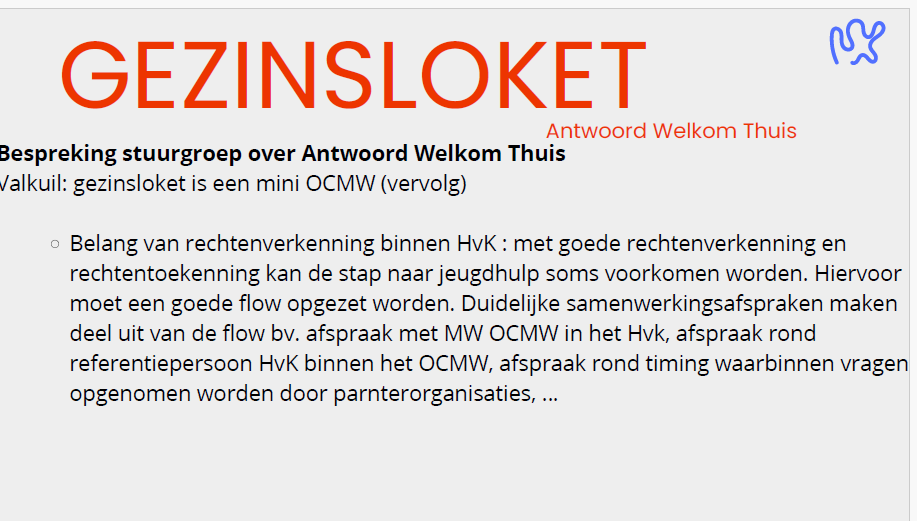 GEZINSLOKET
Antwoord Welkom Thuis
Bespreking stuurgroep over Antwoord Welkom Thuis
Valkuil: gezinsloket is een mini OCMW (vervolg)
Belang van rechtenverkenning binnen HvK : met goede rechtenverkenning en
rechtentoekenning kan de stap naar jeugdhulp soms voorkomen worden. Hiervoor
moet een goede flow opgezet worden. Duidelijke samenwerkingsafspraken maken
deel uit van de flow bv. afspraak met MW OCMW in het Hvk, afspraak rond
referentiepersoon HvK binnen het OCMW, afspraak rond timing waarbinnen vragen
opgenomen worden door parnterorganisaties, ...